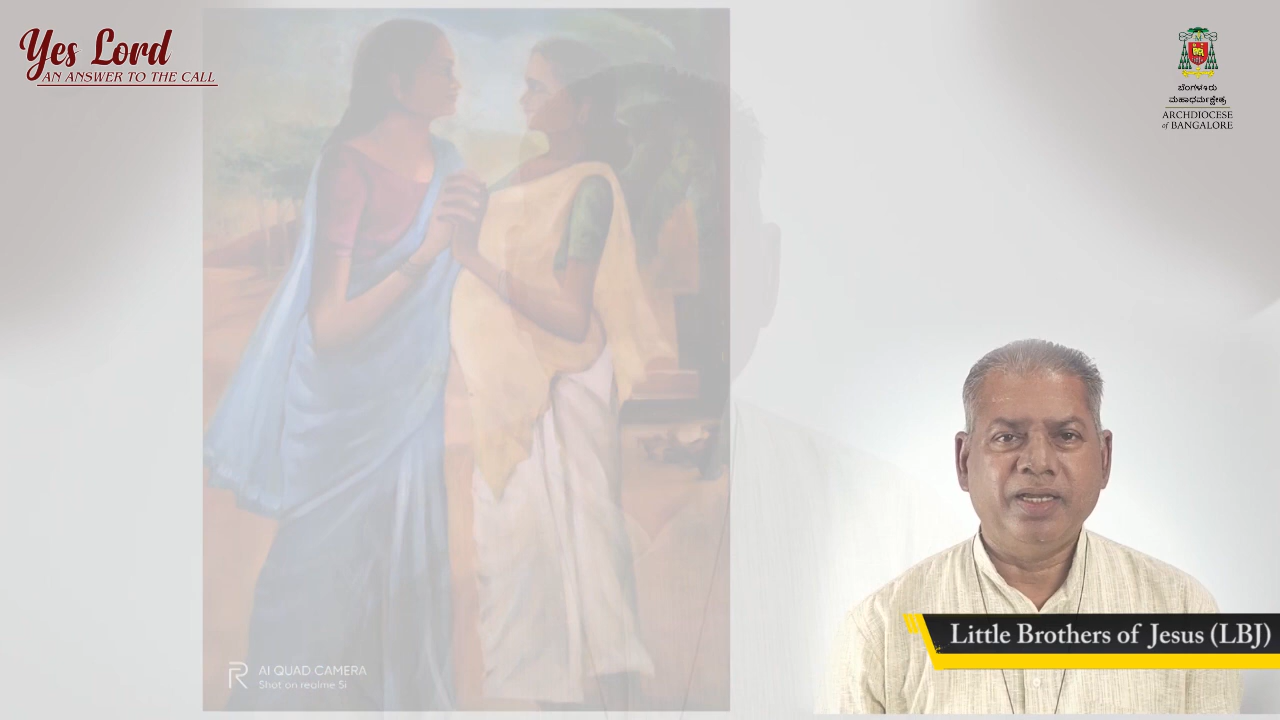 Yes Lord
AN ANSWER TO THE CALL
BGL
ಬೆಂಗಳೂರು
ಮಹಾಧರ್ಮಕ್ಷೇತ್ರ
ARCHDIOCESE
of BANGALORE
AI QUAD CAMERA
Shot on realme 5i
Little Brothers of Jesus (LBJ)